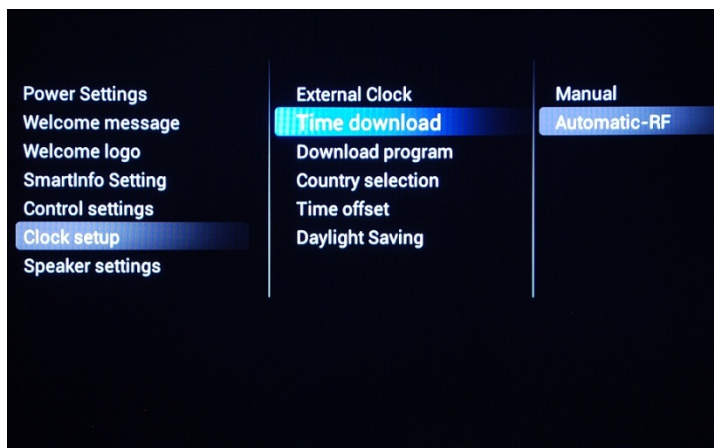 Power Settings
Welcome message
Welcome logo
SmartInfo Setting
Control settings
Clock setup
Speaker settings
External Clock
Time download
Download program
Country selection
Time offset
Daylight Saving
Manual
Automatic-RF